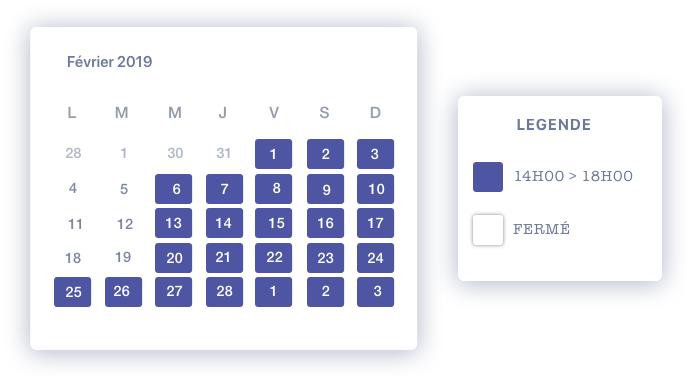 Février 2019
L M M J V S D
28 1 30 31 1 2 3
4 5 6 7 8 9 10
11 12 13 14 15 16 17
18 19 20 21 22 23 24
25 26 27 28 1 2 3
LEGENDE
14H00 > 18H00
FERMÉ